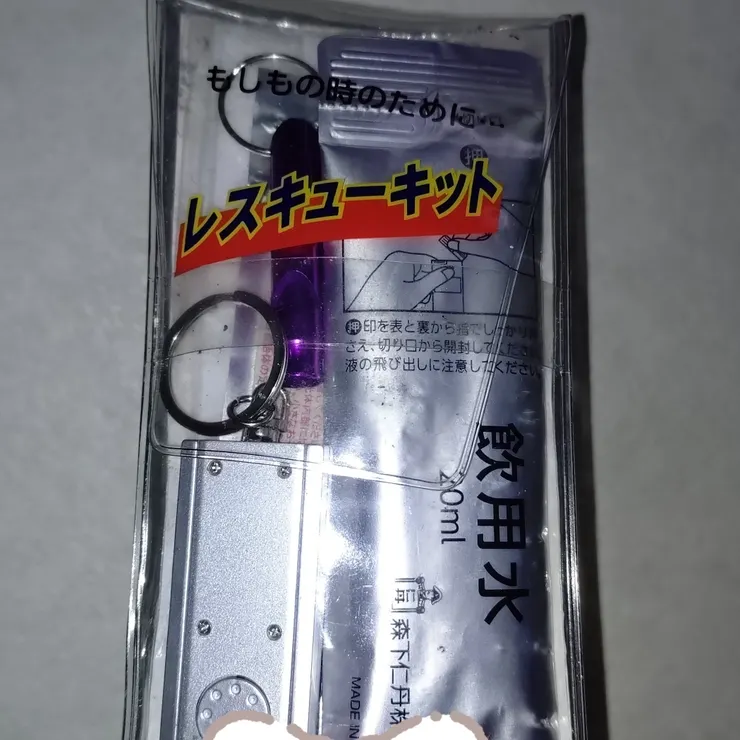 もしもの時のために…
レスキューキット
押
押印を表と裏から指でしっかり押
さえ、切り口から開封してください
液の飛び出しに注意してください
飲用水
20ml
森下仁丹株
MADE IN